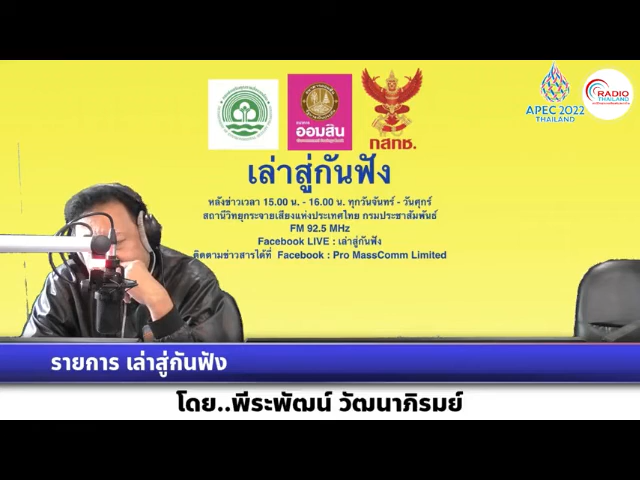 APEC 2022
THAILAND
RADIO
THAILAND
ออมสิน
กสทช.
เล่าสู่กันฟัง
หลังข่าวเวลา 15.00 น. - 16.00 น. ทุกวันจันทร์ - วันศุกร์
สถานีวิทยุกระจายเสียงแห่งประเทศไทย กรมประชาสัมพันธ์
FM 92.5 MHz
Facebook LIVE : เล่าสู่กันฟัง
ติดตามข่าวสารได้ที่ Facebook : Pro MassComm Limited
รายการ เล่าสู่กันฟัง
โดย..พีระพัฒน์ วัฒนาภิรมย์